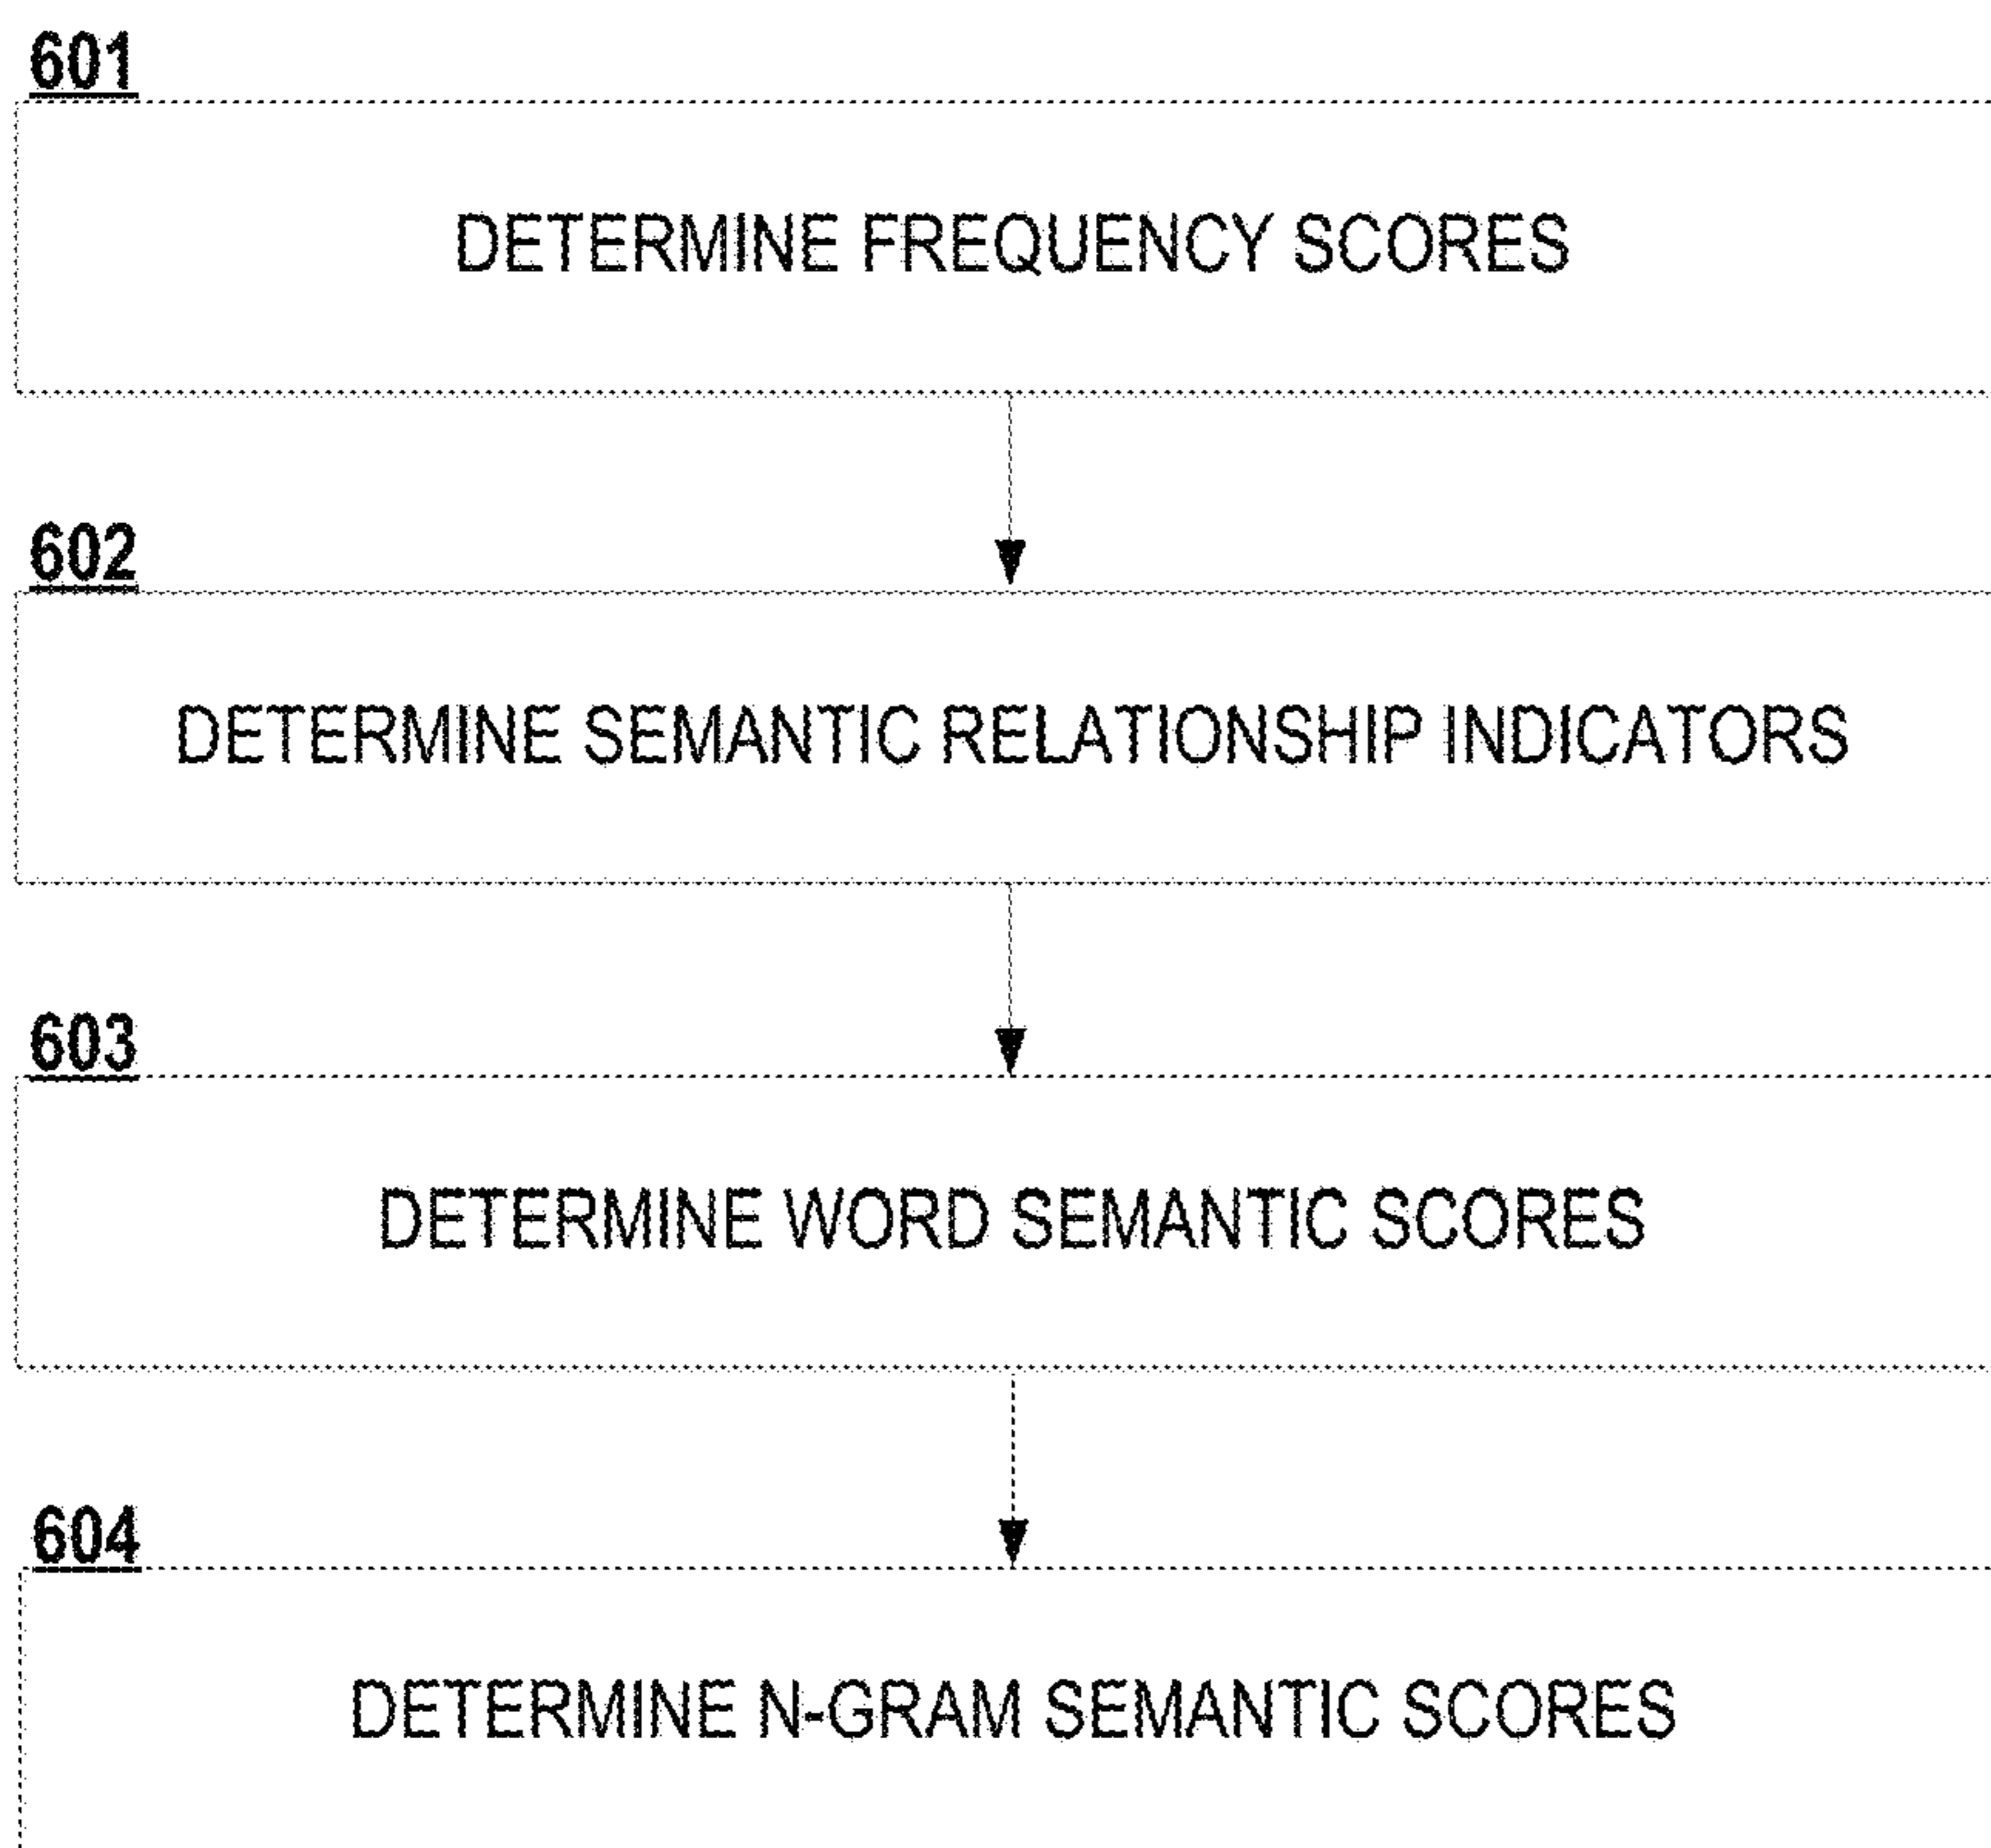 601
DETERMINE FREQUENCY SCORES
602
DETERMINE SEMANTIC RELATIONSHIP INDICATORS
603
DETERMINE WORD SEMANTIC SCORES
604
DETERMINE N-GRAM SEMANTIC SCORES